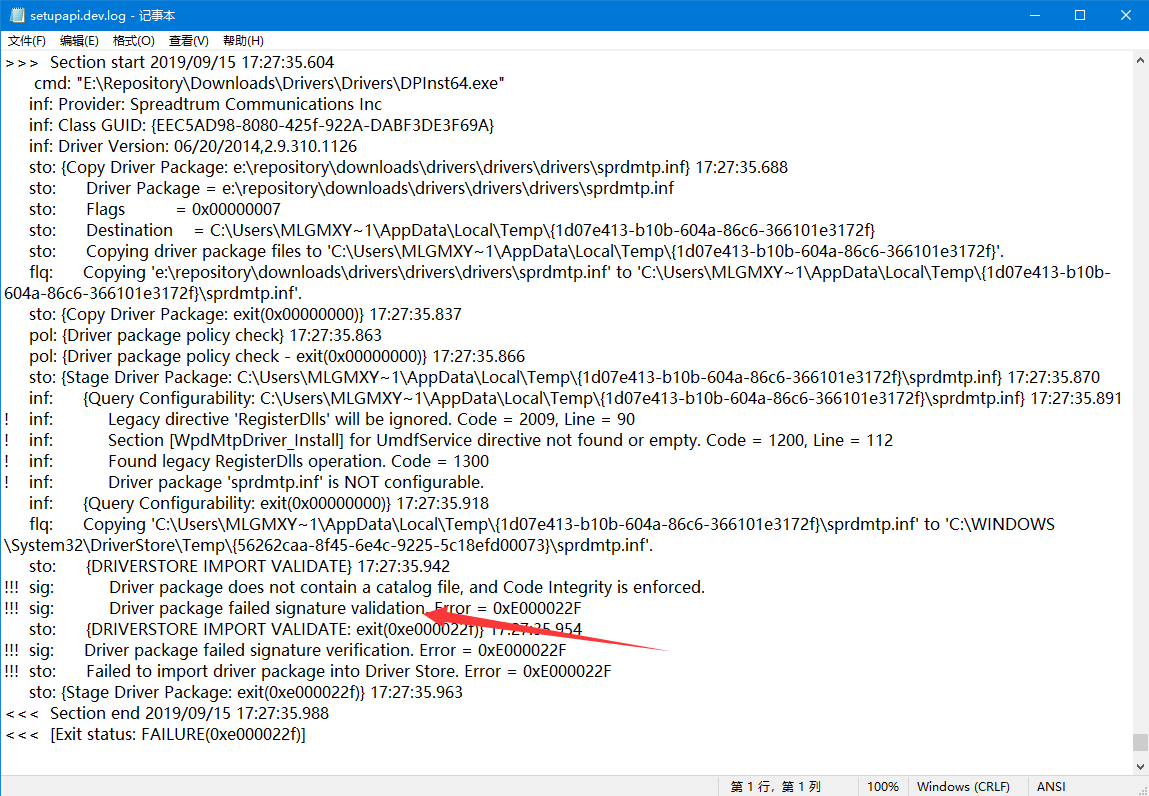 setupapi.dev.log - 记事本
文件(F) 编辑(E) 格式(O) 查看(V) 帮助(H)
>>> Section start 2019/09/15 17:27:35.604
cmd: "E:\Repository\Downloads\Drivers\Drivers\DPInst64.exe"
inf: Provider: Spreadtrum Communications Inc
inf: Class GUID: {EEC5AD98-8080-425f-922A-DABF3DE3F69A}
inf: Driver Version: 06/20/2014,2.9.310.1126
sto: {Copy Driver Package: e:\repository\downloads\drivers\drivers\drivers\sprdmtp.inf} 17:27:35.688
sto: Driver Package = e:\repository\downloads\drivers\drivers\drivers\sprdmtp.inf
sto: Flags = 0x00000007
sto: Destination = C:\Users\MLGMXY~1\AppData\Local\Temp\{1d07e413-b10b-604a-86c6-366101e3172f}
sto: Copying driver package files to 'C:\Users\MLGMXY~1\AppData\Local\Temp\{1d07e413-b10b-604a-86c6-366101e3172f}'.
flq: Copying 'e:\repository\downloads\drivers\drivers\drivers\sprdmtp.inf' to 'C:\Users\MLGMXY~1\AppData\Local\Temp\{1d07e413-b10b-
604a-86c6-366101e3172f}\sprdmtp.inf'.
sto: {Copy Driver Package: exit(0x00000000)} 17:27:35.837
pol: {Driver package policy check} 17:27:35.863
pol: {Driver package policy check - exit(0x00000000)} 17:27:35.866
sto: {Stage Driver Package: C:\Users\MLGMXY~1\AppData\Local\Temp\{1d07e413-b10b-604a-86c6-366101e3172f}\sprdmtp.inf} 17:27:35.870
inf: {Query Configurability: C:\Users\MLGMXY~1\AppData\Local\Temp\{1d07e413-b10b-604a-86c6-366101e3172f}\sprdmtp.inf} 17:27:35.891
! inf: Legacy directive 'RegisterDlls' will be ignored. Code = 2009, Line = 90
! inf: Section [WpdMtpDriver_Install] for UmdfService directive not found or empty. Code = 1200, Line = 112
! inf: Found legacy RegisterDlls operation. Code = 1300
! inf: Driver package 'sprdmtp.inf' is NOT configurable.
inf: {Query Configurability: exit(0x00000000)} 17:27:35.918
flq: Copying 'C:\Users\MLGMXY~1\AppData\Local\Temp\{1d07e413-b10b-604a-86c6-366101e3172f}\sprdmtp.inf' to 'C:\WINDOWS
\System32\DriverStore\Temp\{56262caa-8f45-6e4c-9225-5c18efd00073}\sprdmtp.inf'.
sto: {DRIVERSTORE IMPORT VALIDATE} 17:27:35.942
!!! sig: Driver package does not contain a catalog file, and Code Integrity is enforced.
!!! sig: Driver package failed signature validation. Error = 0xE000022F
sto: {DRIVERSTORE IMPORT VALIDATE: exit(0xe000022f)} 17:27:35.954
!!! sig: Driver package failed signature verification. Error = 0xE000022F
!!! sto: Failed to import driver package into Driver Store. Error = 0xE000022F
sto: {Stage Driver Package: exit(0xe000022f)} 17:27:35.963
<<< Section end 2019/09/15 17:27:35.988
<<< [Exit status: FAILURE(0xe000022f)]
第 1 行，第 1 列 100% Windows (CRLF) ANSI